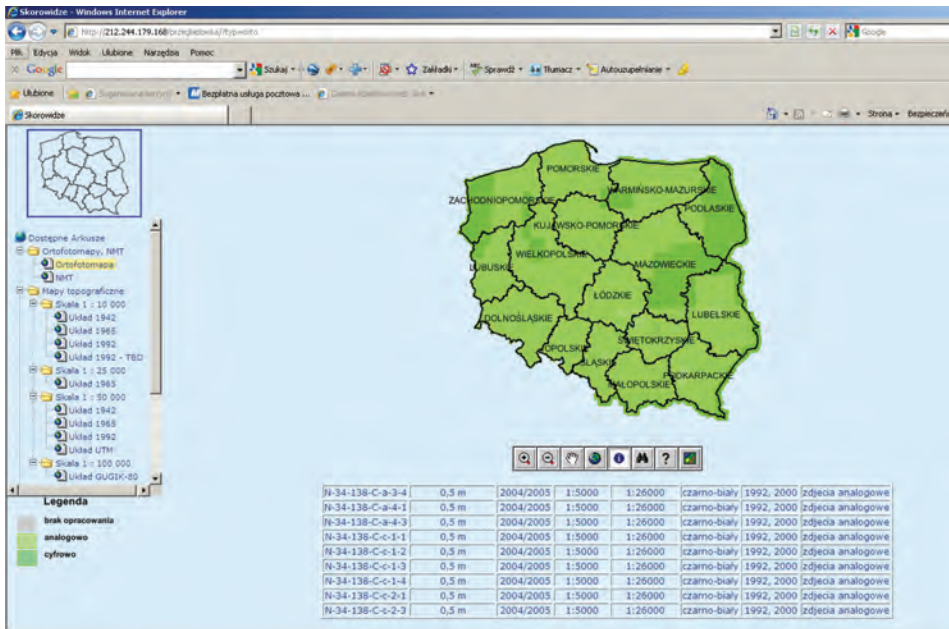 Skorowidze - Windows Internet Explorer
http://212.244.179.168/
Google
Plik Edycja Widok Ulubione Narzędzia Pomoc
Google Szukaj Zakładki Sprawdź Tłumacz Autouzupełnianie
Ulubione Bezpłatna usługa pocztowa ...
Skorowidze Strona Bezpieczeń
Dostępne Arkusze
Ortofotomapy, NMT
Ortofotomapa
NMT
Mapy topograficzne
Skala 1 : 10 000
Układ 1942
Układ 1965
Układ 1992
Układ 1992 - TBD
Skala 1 : 25 000
Układ 1965
Skala 1 : 50 000
Układ 1942
Układ 1965
Układ 1992
Układ UTM
Skala 1 : 100 000
Układ GUGIK-80
Legenda
brak opracowania
analogowo
cyfrowo
POMORSKIE
WARMIŃSKO-MAZURSKIE
ZACHODNIOPOMORSKIE
PODLASKIE
KUJAWSKO-POMORSKIE
WIELKOPOLSKIE
MAZOWIECKIE
LUBUSKIE
ŁÓDZKIE
LUBELSKIE
DOLNOŚLĄSKIE
ŚWIĘTOKRZYSKIE
OPOLSKIE
ŚLĄSKIE
PODKARPACKIE
MAŁOPOLSKIE
?
N-34-138-C-a-3-4 0,5 m 2004/2005 1:5000 1:26000 czarno-biały 1992, 2000 zdjecia analogowe
N-34-138-C-a-4-1 0,5 m 2004/2005 1:5000 1:26000 czarno-biały 1992, 2000 zdjecia analogowe
N-34-138-C-a-4-3 0,5 m 2004/2005 1:5000 1:26000 czarno-biały 1992, 2000 zdjecia analogowe
N-34-138-C-c-1-1 0,5 m 2004/2005 1:5000 1:26000 czarno-biały 1992, 2000 zdjecia analogowe
N-34-138-C-c-1-2 0,5 m 2004/2005 1:5000 1:26000 czarno-biały 1992, 2000 zdjecia analogowe
N-34-138-C-c-1-3 0,5 m 2004/2005 1:5000 1:26000 czarno-biały 1992, 2000 zdjecia analogowe
N-34-138-C-c-1-4 0,5 m 2004/2005 1:5000 1:26000 czarno-biały 1992, 2000 zdjecia analogowe
N-34-138-C-c-2-1 0,5 m 2004/2005 1:5000 1:26000 czarno-biały 1992, 2000 zdjecia analogowe
N-34-138-C-c-2-3 0,5 m 2004/2005 1:5000 1:26000 czarno-biały 1992, 2000 zdjecia analogowe